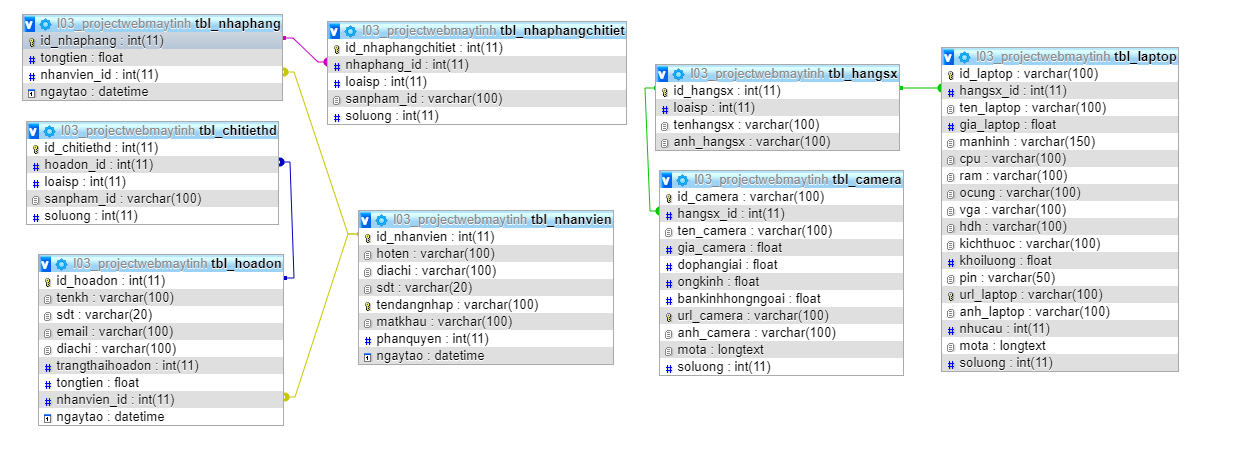 l03_projectwebmaytinh tbl_nhaphang
id_nhaphang : int(11)
tongtien : float
nhanvien_id : int(11)
ngaytao : datetime
l03_projectwebmaytinh tbl_nhaphangchitiet
id_nhaphangchitiet : int(11)
nhaphang_id : int(11)
loaisp : int(11)
sanpham_id : varchar(100)
soluong : int(11)
l03_projectwebmaytinh tbl_chitiethd
id_chitiethd : int(11)
hoadon_id : int(11)
loaisp : int(11)
sanpham_id : varchar(100)
soluong : int(11)
l03_projectwebmaytinh tbl_hoadon
id_hoadon : int(11)
tenkh : varchar(100)
sdt : varchar(20)
email : varchar(100)
diachi : varchar(100)
trangthaihoadon : int(11)
tongtien : float
nhanvien_id : int(11)
ngaytao : datetime
l03_projectwebmaytinh tbl_nhanvien
id_nhanvien : int(11)
hoten : varchar(100)
diachi : varchar(100)
sdt : varchar(20)
tendangnhap : varchar(100)
matkhau : varchar(100)
phanquyen : int(11)
ngaytao : datetime
l03_projectwebmaytinh tbl_hangsx
id_hangsx : int(11)
loaisp : int(11)
tenhangsx : varchar(100)
anh_hangsx : varchar(100)
l03_projectwebmaytinh tbl_camera
id_camera : varchar(100)
hangsx_id : int(11)
ten_camera : varchar(100)
gia_camera : float
dophangiai : float
ongkinh : float
bankinhhongngoai : float
url_camera : varchar(100)
anh_camera : varchar(100)
mota : longtext
soluong : int(11)
l03_projectwebmaytinh tbl_laptop
id_laptop : varchar(100)
hangsx_id : int(11)
ten_laptop : varchar(100)
gia_laptop : float
manhinh : varchar(150)
cpu : varchar(100)
ram : varchar(100)
ocung : varchar(100)
vga : varchar(100)
hdh : varchar(100)
kichthuoc : varchar(100)
khoiluong : float
pin : varchar(50)
url_laptop : varchar(100)
anh_laptop : varchar(100)
nhucau : int(11)
mota : longtext
soluong : int(11)